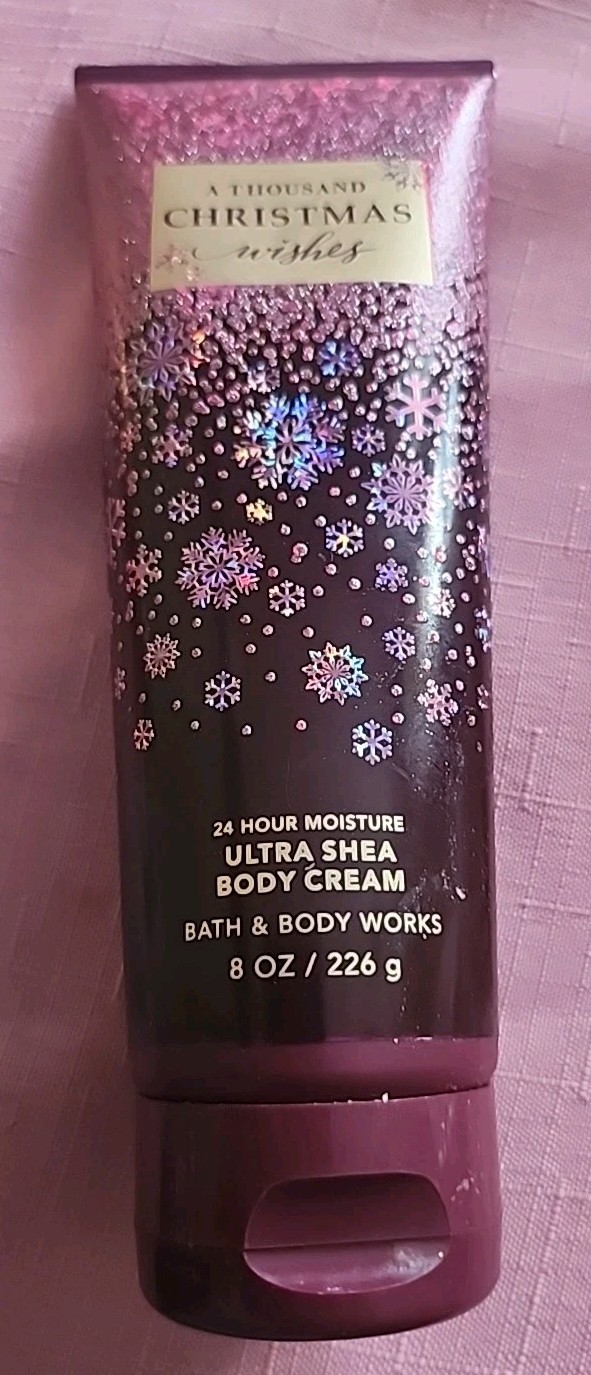 A THOUSAND
CHRISTMAS
wishes
24 HOUR MOISTURE
ULTRA SHEA
BODY CREAM
BATH & BODY WORKS
8 OZ / 226 g